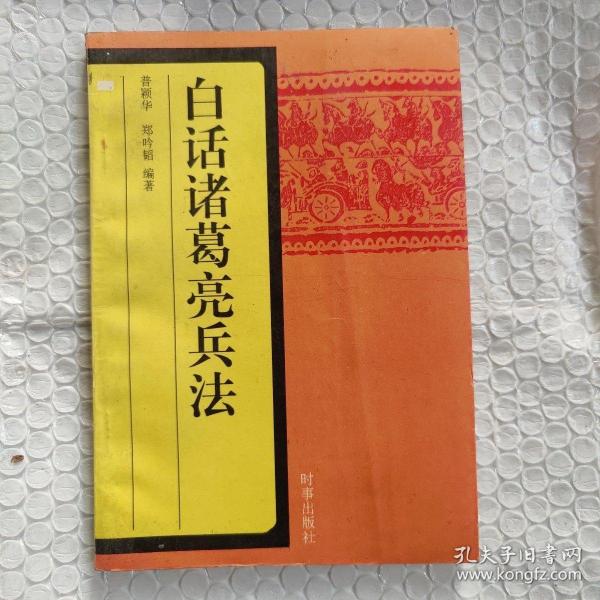 白话诸葛亮兵法
普颖华 郑吟韬 编著
时事出版社
孔夫子旧书网
www.kongfz.com